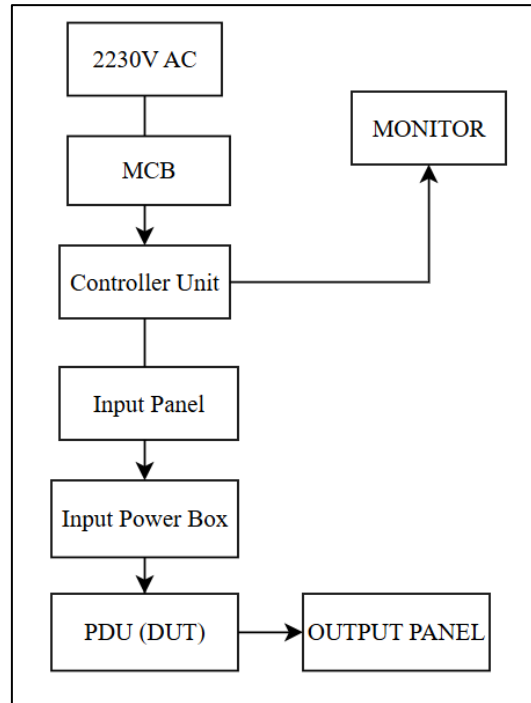 2230V AC
MONITOR
MCB
Controller Unit
Input Panel
Input Power Box
PDU (DUT)
OUTPUT PANEL